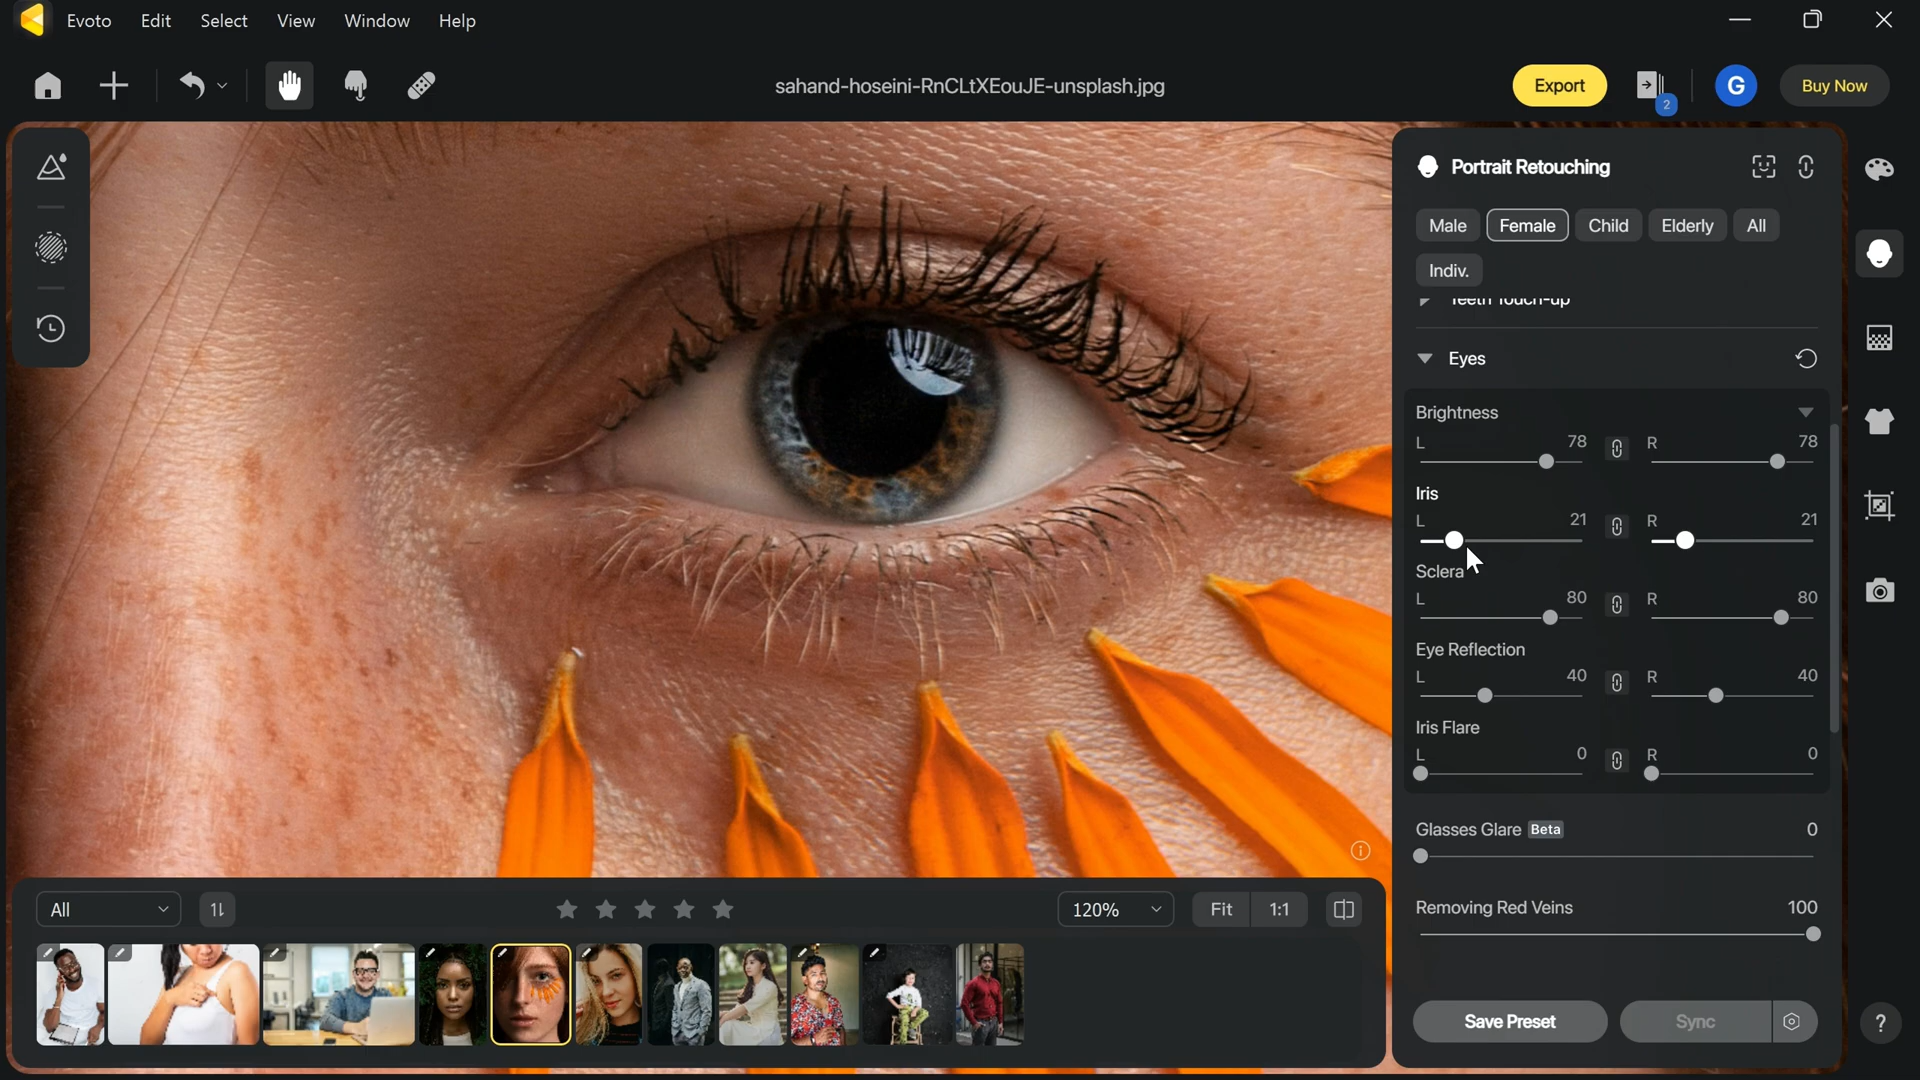 Evoto Edit Select View Window Help
sahand-hoseini-RnCLtXEouJE-unsplash.jpg
Export
2
G
Buy Now
Portrait Retouching
Male Female Child Elderly All
Indiv.
Teeth Touch-up
Eyes
Brightness
L 78 R 78
Iris
L 21 R 21
Sclera
L 80 R 80
Eye Reflection
L 40 R 40
Iris Flare
L 0 R 0
Glasses Glare Beta 0
Removing Red Veins 100
All
120%
Fit 1:1
Save Preset Sync
?